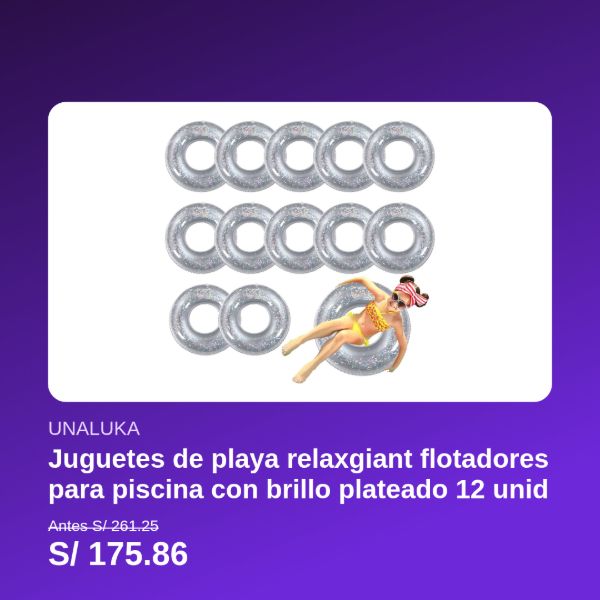 UNALUKA
Juguetes de playa relaxgiant flotadores
para piscina con brillo plateado 12 unid
Antes S/ 261.25
S/ 175.86